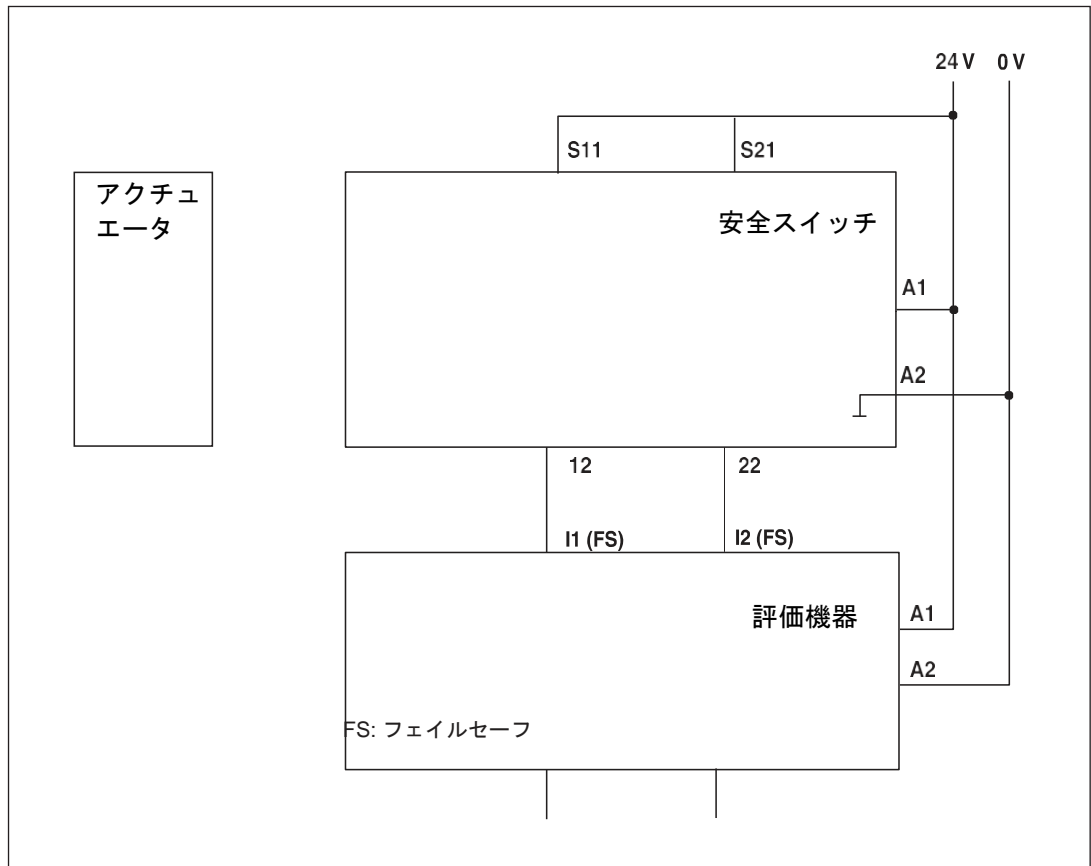 24 V 0 V
S11 S21
アクチュ
エータ
安全スイッチ
A1
A2
12 22
I1 (FS) I2 (FS)
評価機器
A1
A2
FS: フェイルセーフ